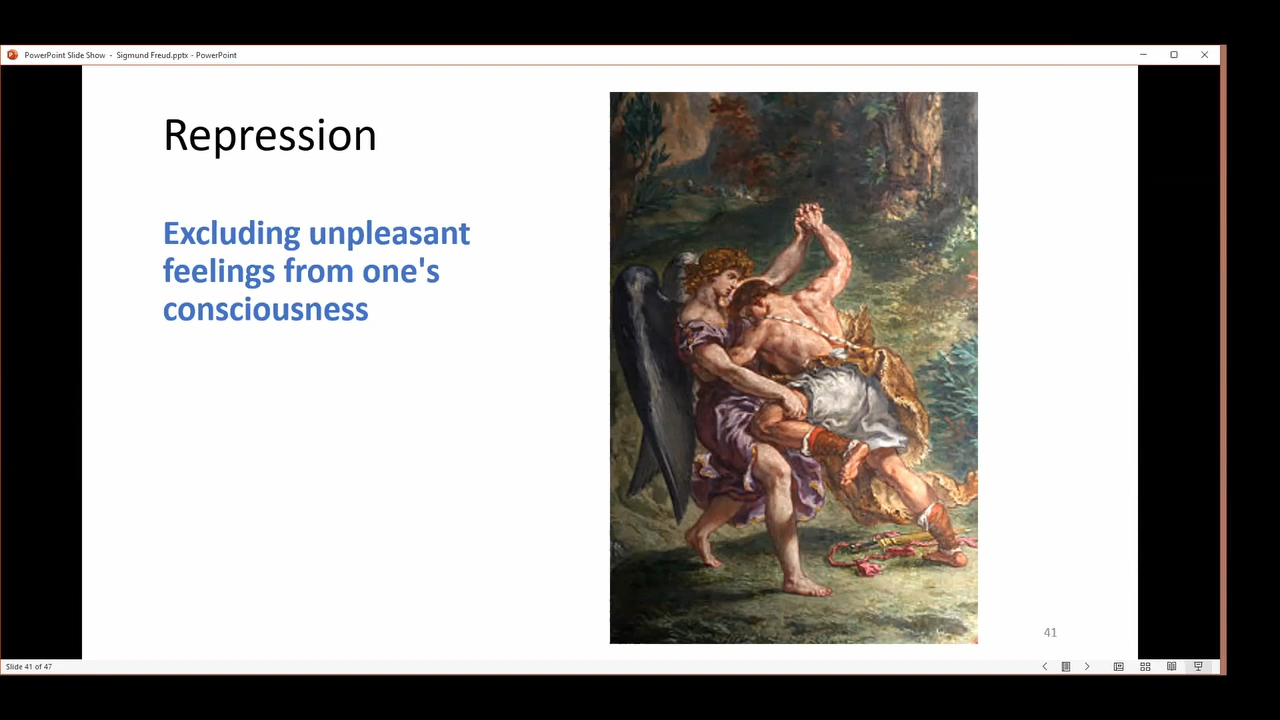 PowerPoint Slide Show - Sigmund Freud.pptx - PowerPoint
Repression
Excluding unpleasant
feelings from one's
consciousness
41
Slide 41 of 47